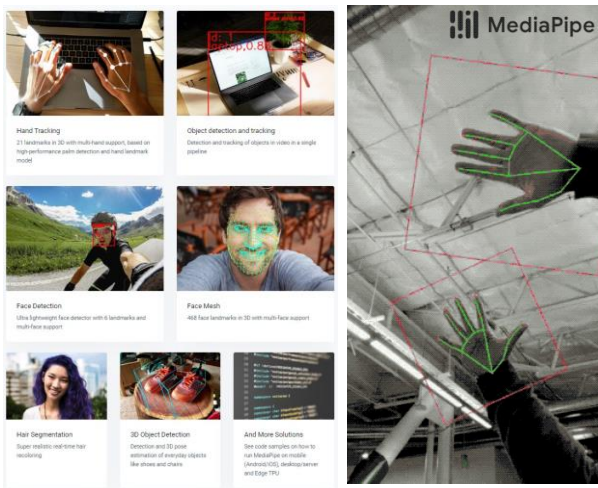 Hand Tracking
21 landmarks in 3D with multi-hand support, based on
high-performance palm detection and hand landmark
model
Object detection and tracking
Detection and tracking of objects in video in a single
pipeline
Face Detection
Ultra lightweight face detector with 6 landmarks and
multi-face support
Face Mesh
468 face landmarks in 3D with multi-face support
Hair Segmentation
Super realistic real-time hair
recoloring
3D Object Detection
Detection and 3D pose
estimation of everyday objects
like shoes and chairs
And More Solutions
See code samples on how to
run MediaPipe on mobile
(Android/iOS), desktop/server
and Edge TPU
MediaPipe